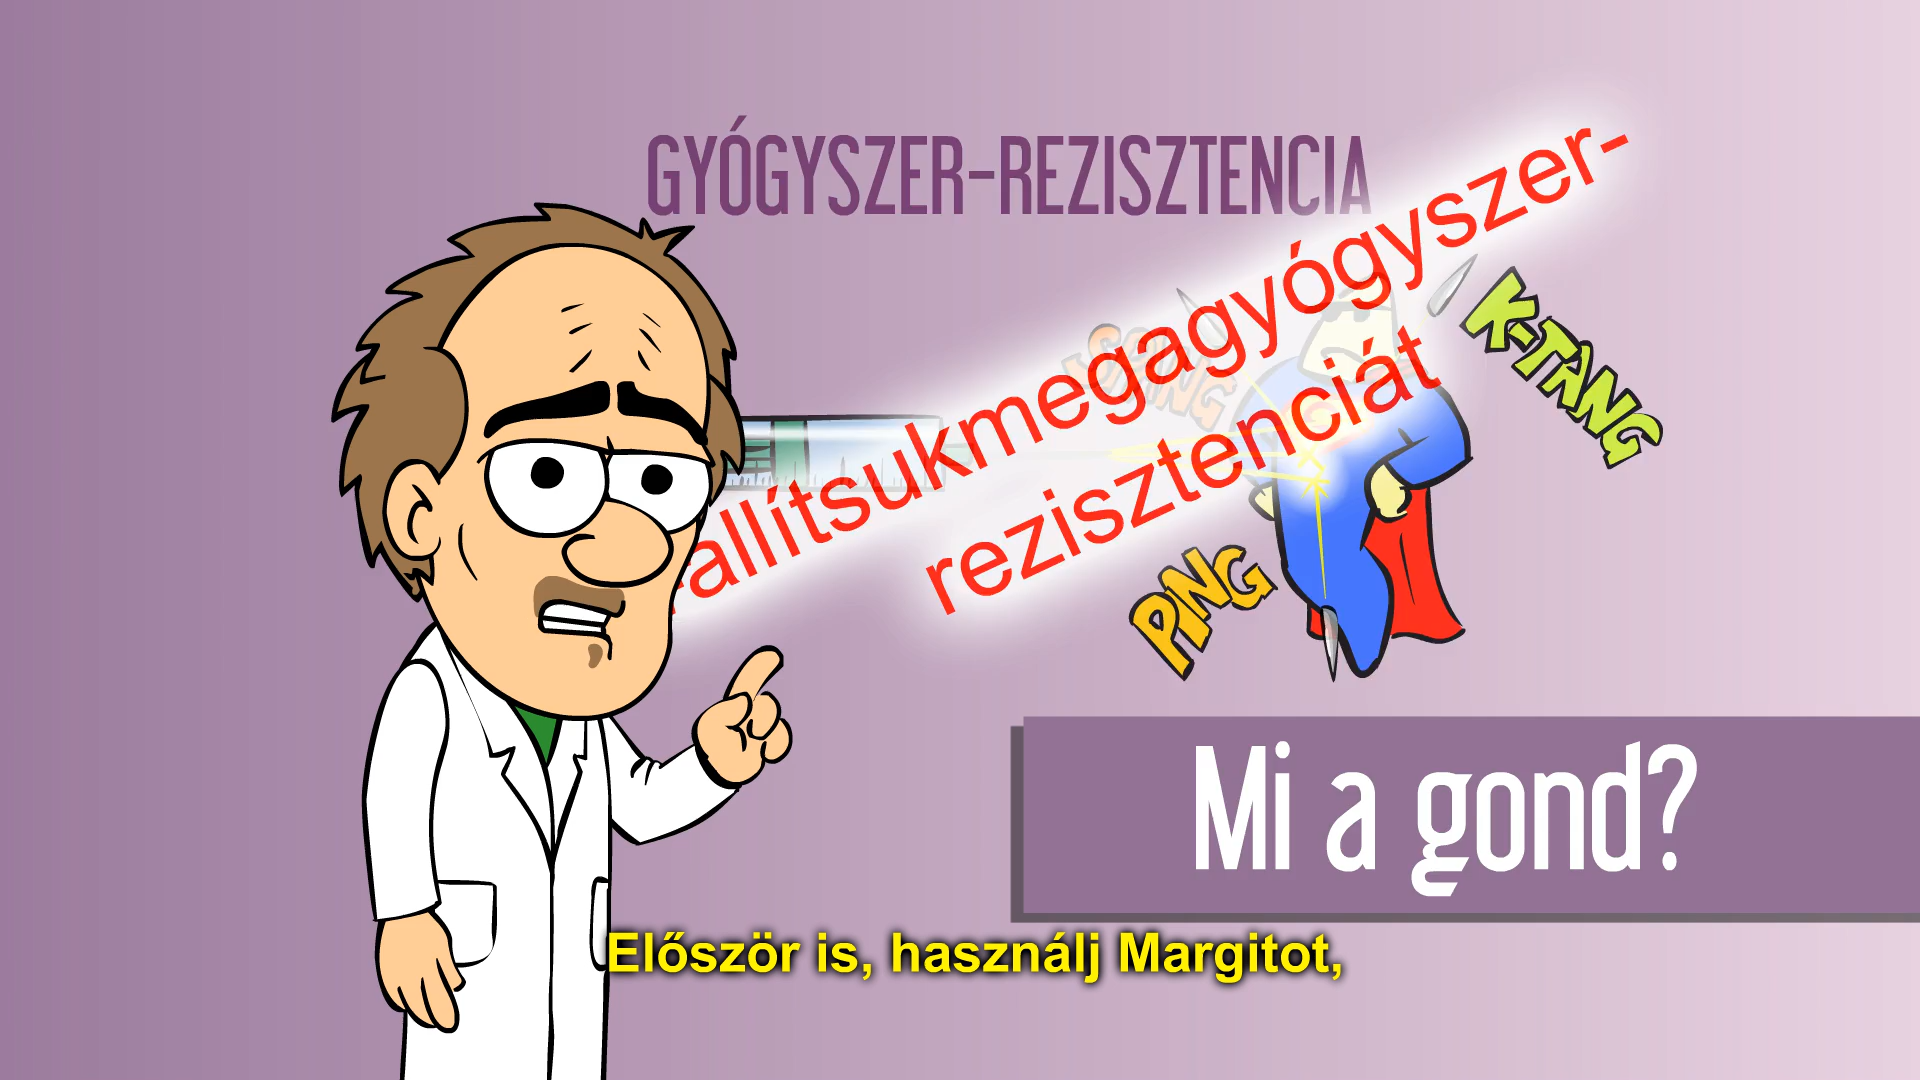 GYÓGYSZER-REZISZTENCIA
állítsukmegagyógyszer-
rezisztenciát
K-TANG
PING
Mi a gond?
Először is, használj Margitot,